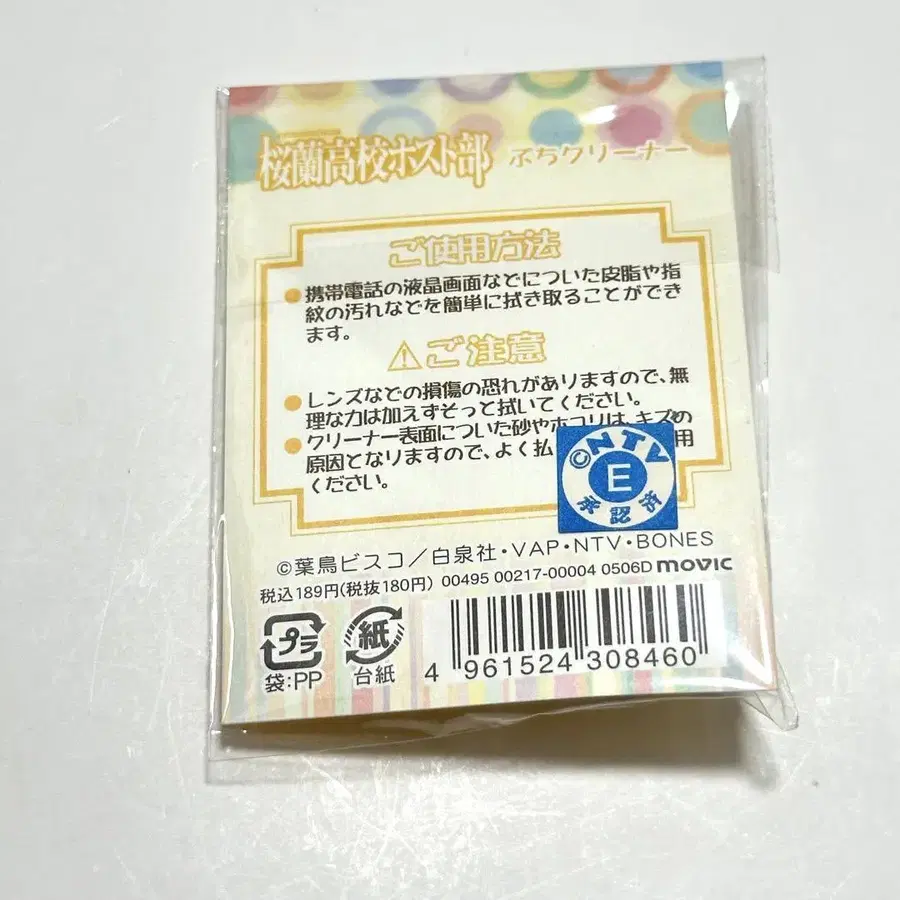 桜蘭高校ホスト部 ぷちクリーナー
ご使用方法
●携帯電話の液晶画面などについた皮脂や指
紋の汚れなどを簡単に拭き取ることができ
ます。
⚠ご注意
●レンズなどの損傷の恐れがありますので、無
理な力は加えずそっと拭いてください。
●クリーナー表面についた砂やホコリは、キズの
原因となりますので、よく払 用
ください。
©NTV
E
承認済
©葉鳥ビスコ/白泉社・VAP・NTV・BONES
税込189円(税抜180円) 00495 00217-00004 0506D movic
プラ 紙
袋:PP 台紙
4 961524 308460